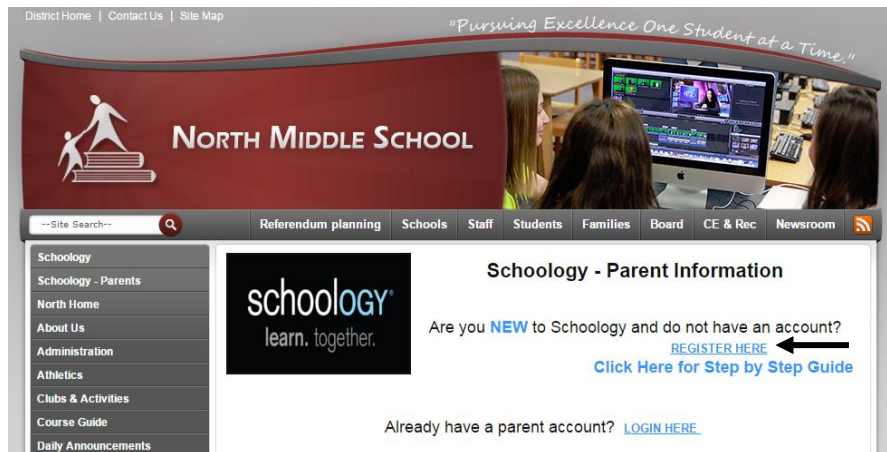 District Home | Contact Us | Site Map
"Pursuing Excellence One Student at a Time."
North Middle School
--Site Search--
Referendum planning Schools Staff Students Families Board CE & Rec Newsroom
Schoology
Schoology - Parents
North Home
About Us
Administration
Athletics
Clubs & Activities
Course Guide
Daily Announcements
schoology®
learn. together.
Schoology - Parent Information
Are you NEW to Schoology and do not have an account?
REGISTER HERE
Click Here for Step by Step Guide
Already have a parent account? LOGIN HERE